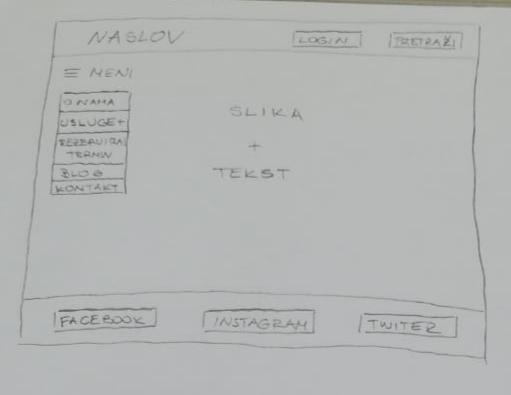 NASLOV
LOGIN
PRETRAŽI
≡ MENI
O NAMA
USLUGE+
REZERVIRAJ
TERMIN
BLOG
KONTAKT
SLIKA
+
TEKST
FACEBOOK
INSTAGRAM
TWITER